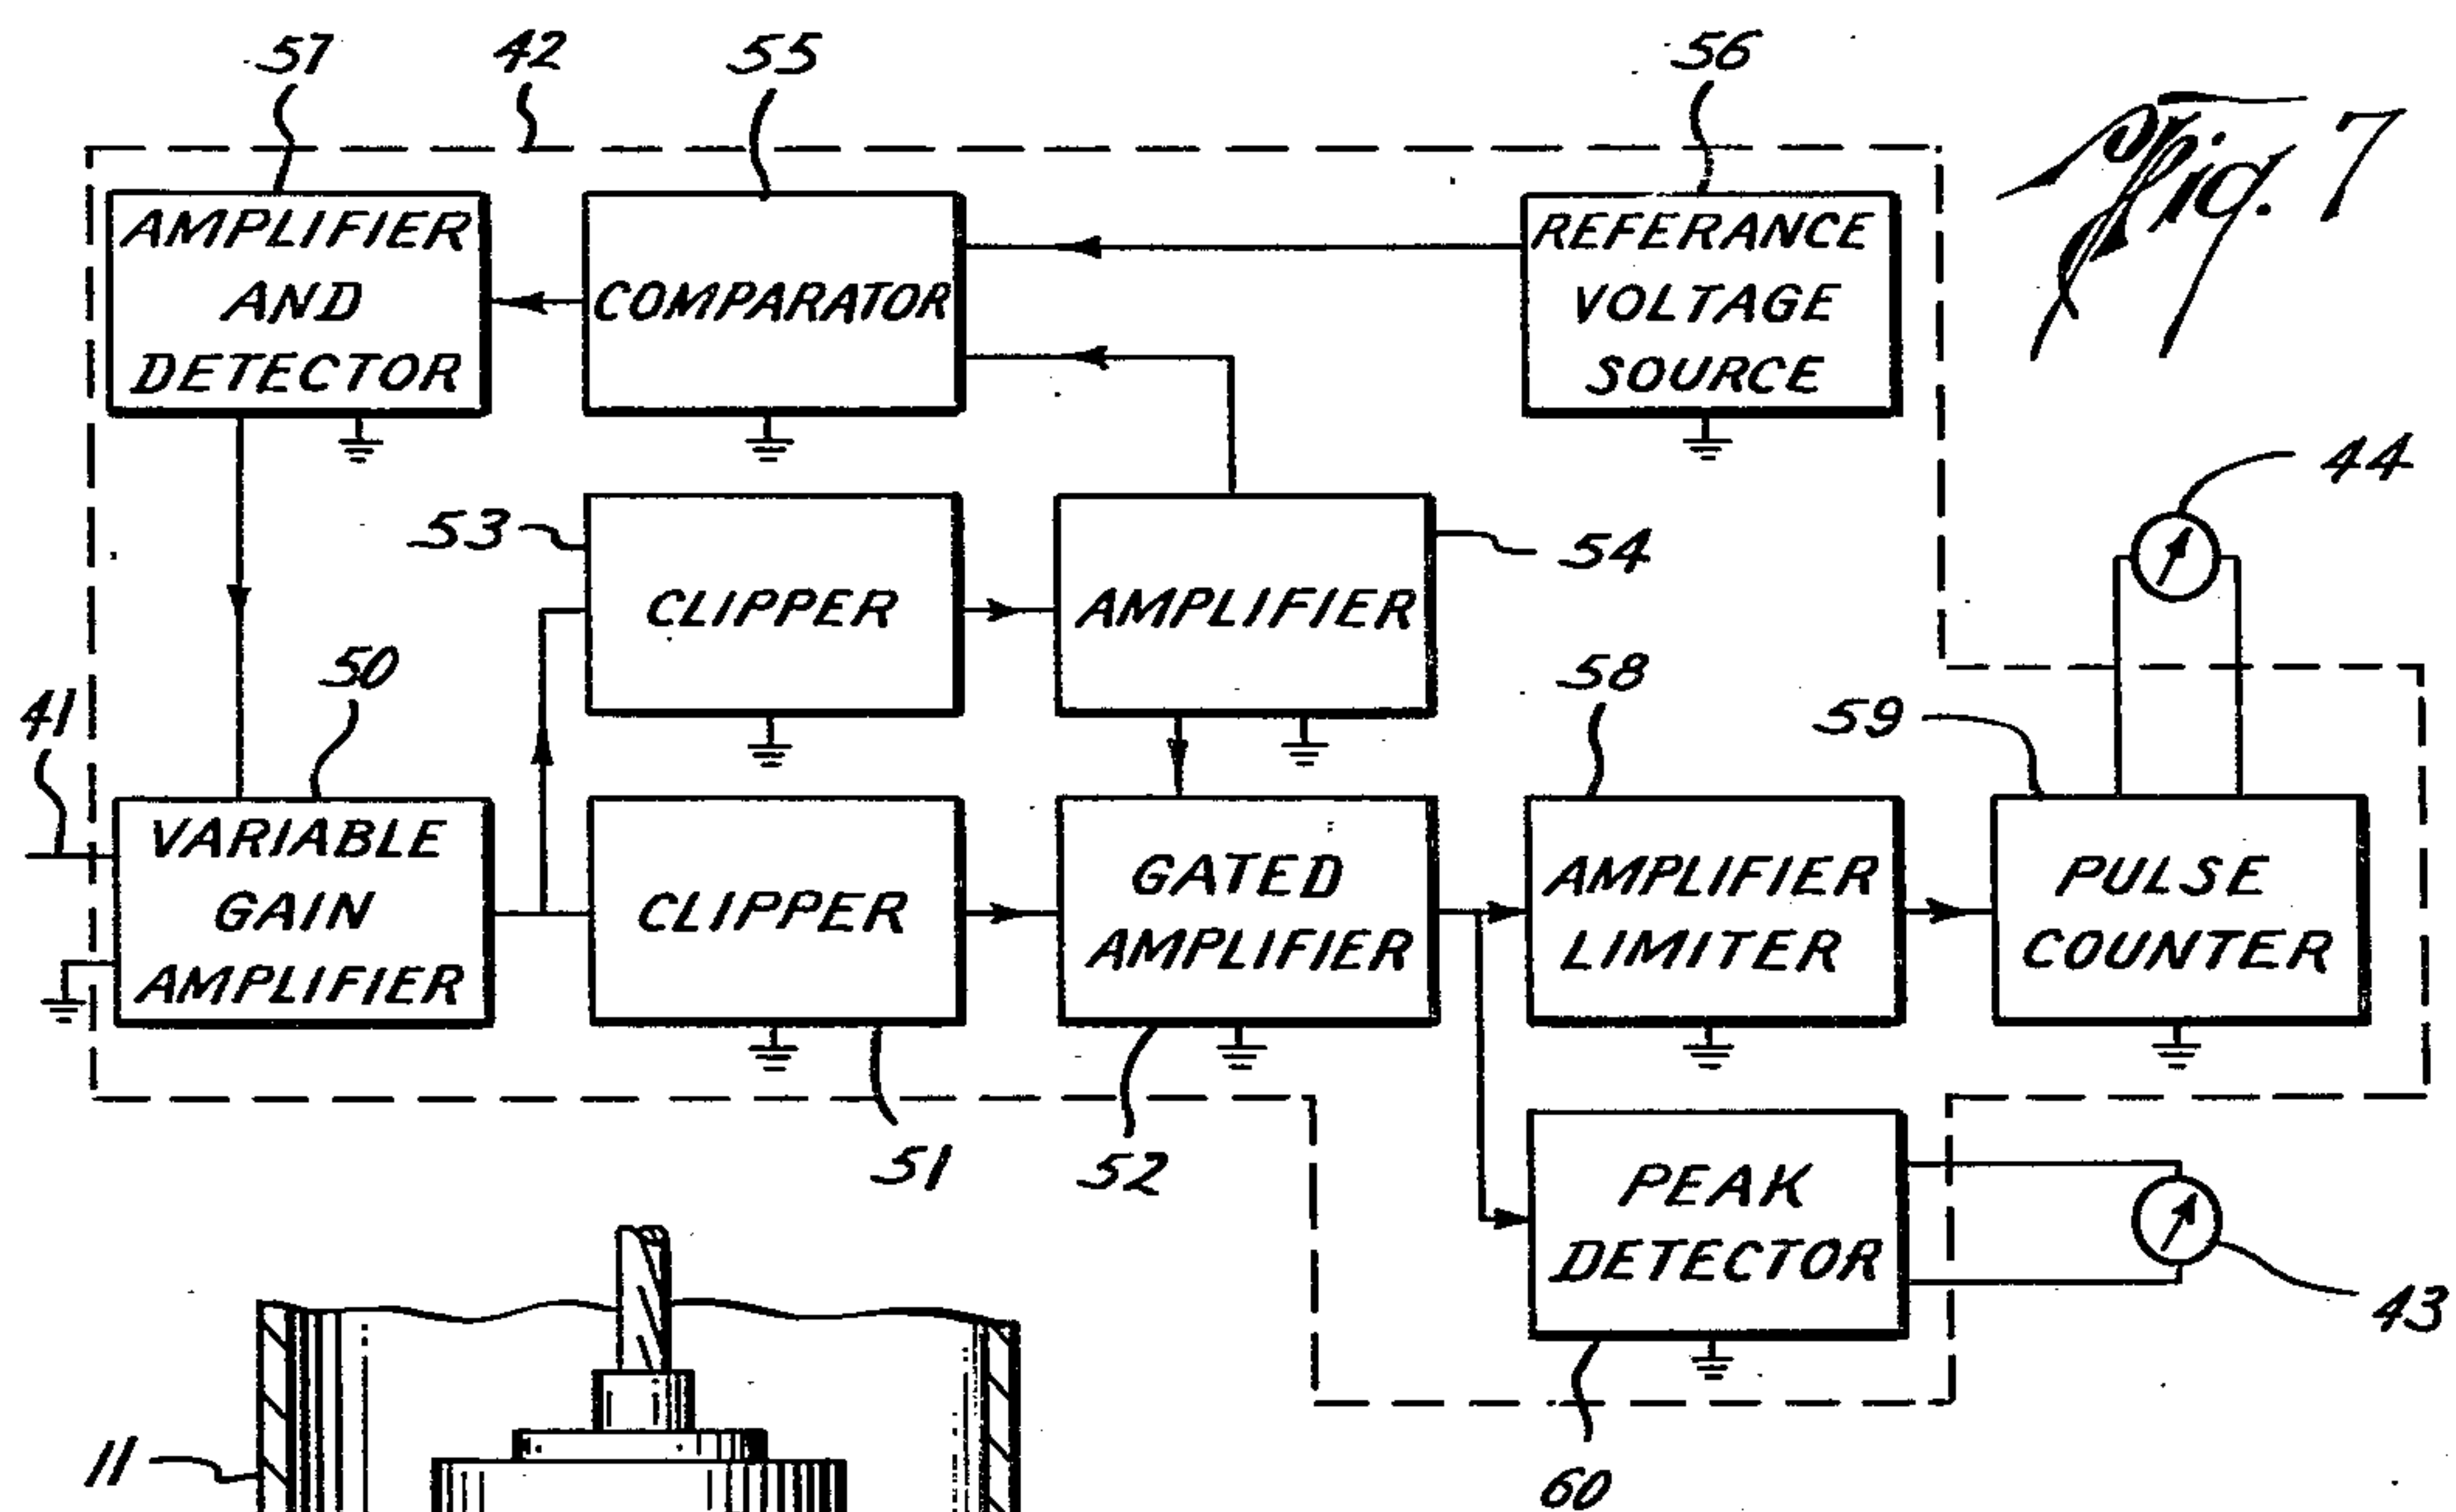 57
42
55
56
Fig. 7
AMPLIFIER
AND
DETECTOR
COMPARATOR
REFERANCE
VOLTAGE
SOURCE
44
53
CLIPPER
AMPLIFIER
54
50
58
59
41
VARIABLE
GAIN
AMPLIFIER
CLIPPER
GATED
AMPLIFIER
AMPLIFIER
LIMITER
PULSE
COUNTER
51
52
PEAK
DETECTOR
43
11
60